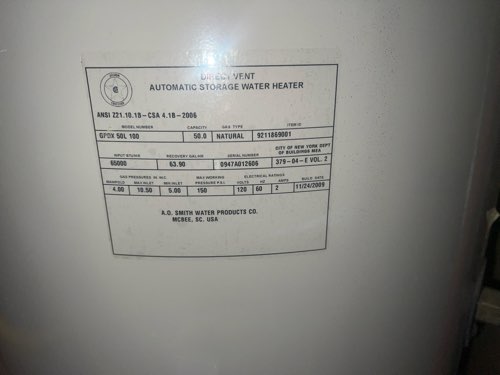 DIRECT VENT
AUTOMATIC STORAGE WATER HEATER
ANSI Z21.10.1B-CSA 4.1B-2006
MODEL NUMBER CAPACITY GAS TYPE ITEM ID
GPDX 50L 100 50.0 NATURAL 9211869001
INPUT BTU/HR RECOVERY GAL/HR SERIAL NUMBER CITY OF NEW YORK DEPT OF BUILDINGS MEA
65000 63.90 0947A012606 379-04-E VOL. 2
GAS PRESSURES IN. W.C. MAX WORKING ELECTRICAL RATINGS
MANIFOLD MAX INLET MIN INLET PRESSURE P.S.I. VOLTS HZ AMPS BUILD DATE
4.00 10.50 5.00 150 120 60 2 11/24/2009
A.O. SMITH WATER PRODUCTS CO.
MCBEE, SC. USA